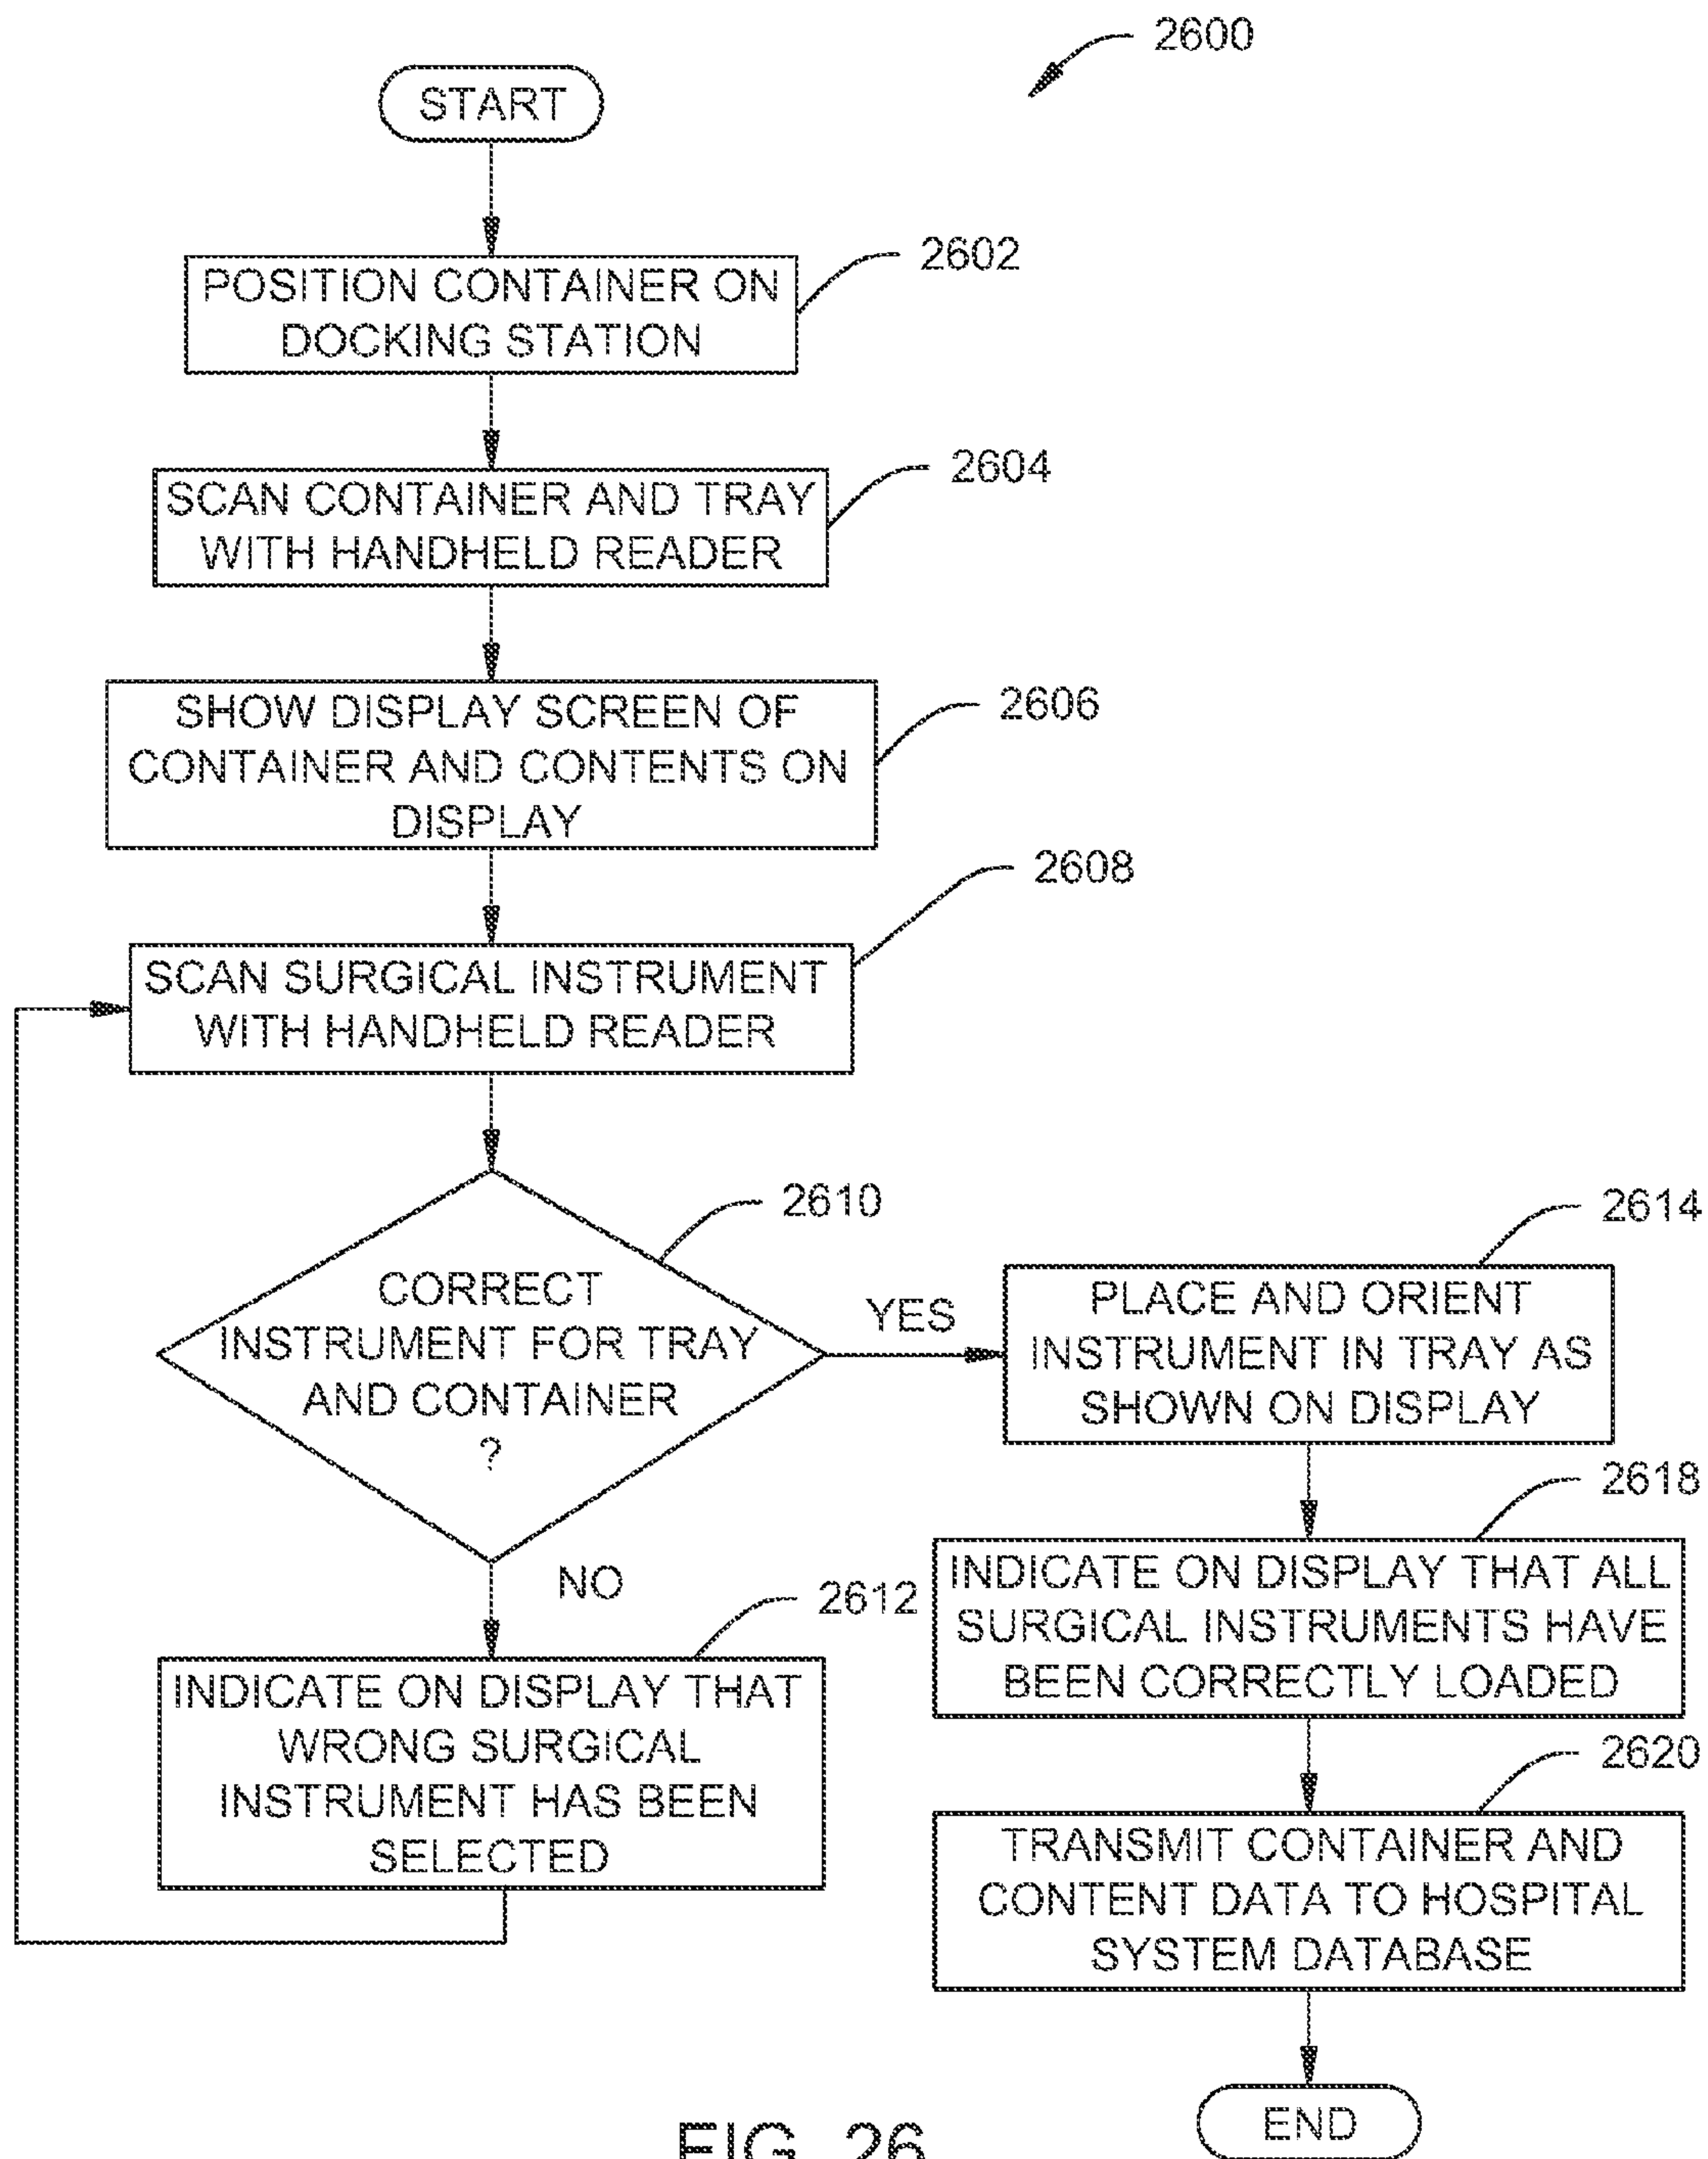 2600
START
2602
POSITION CONTAINER ON
DOCKING STATION
2604
SCAN CONTAINER AND TRAY
WITH HANDHELD READER
2606
SHOW DISPLAY SCREEN OF
CONTAINER AND CONTENTS ON
DISPLAY
2608
SCAN SURGICAL INSTRUMENT
WITH HANDHELD READER
2610
CORRECT
INSTRUMENT FOR TRAY
AND CONTAINER
?
YES
NO
2612
INDICATE ON DISPLAY THAT
WRONG SURGICAL
INSTRUMENT HAS BEEN
SELECTED
2614
PLACE AND ORIENT
INSTRUMENT IN TRAY AS
SHOWN ON DISPLAY
2618
INDICATE ON DISPLAY THAT ALL
SURGICAL INSTRUMENTS HAVE
BEEN CORRECTLY LOADED
2620
TRANSMIT CONTAINER AND
CONTENT DATA TO HOSPITAL
SYSTEM DATABASE
END
FIG. 26